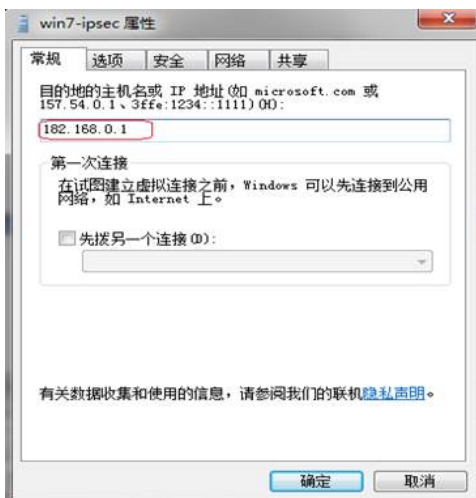 win7-ipsec 属性
常规 选项 安全 网络 共享
目的地的主机名或 IP 地址(如 microsoft.com 或
157.54.0.1、3ffe:1234::1111)(H):
182.168.0.1
第一次连接
在试图建立虚拟连接之前，Windows 可以先连接到公用
网络，如 Internet 上。
先拨另一个连接(D):
有关数据收集和使用的信息，请参阅我们的联机隐私声明。
确定 取消